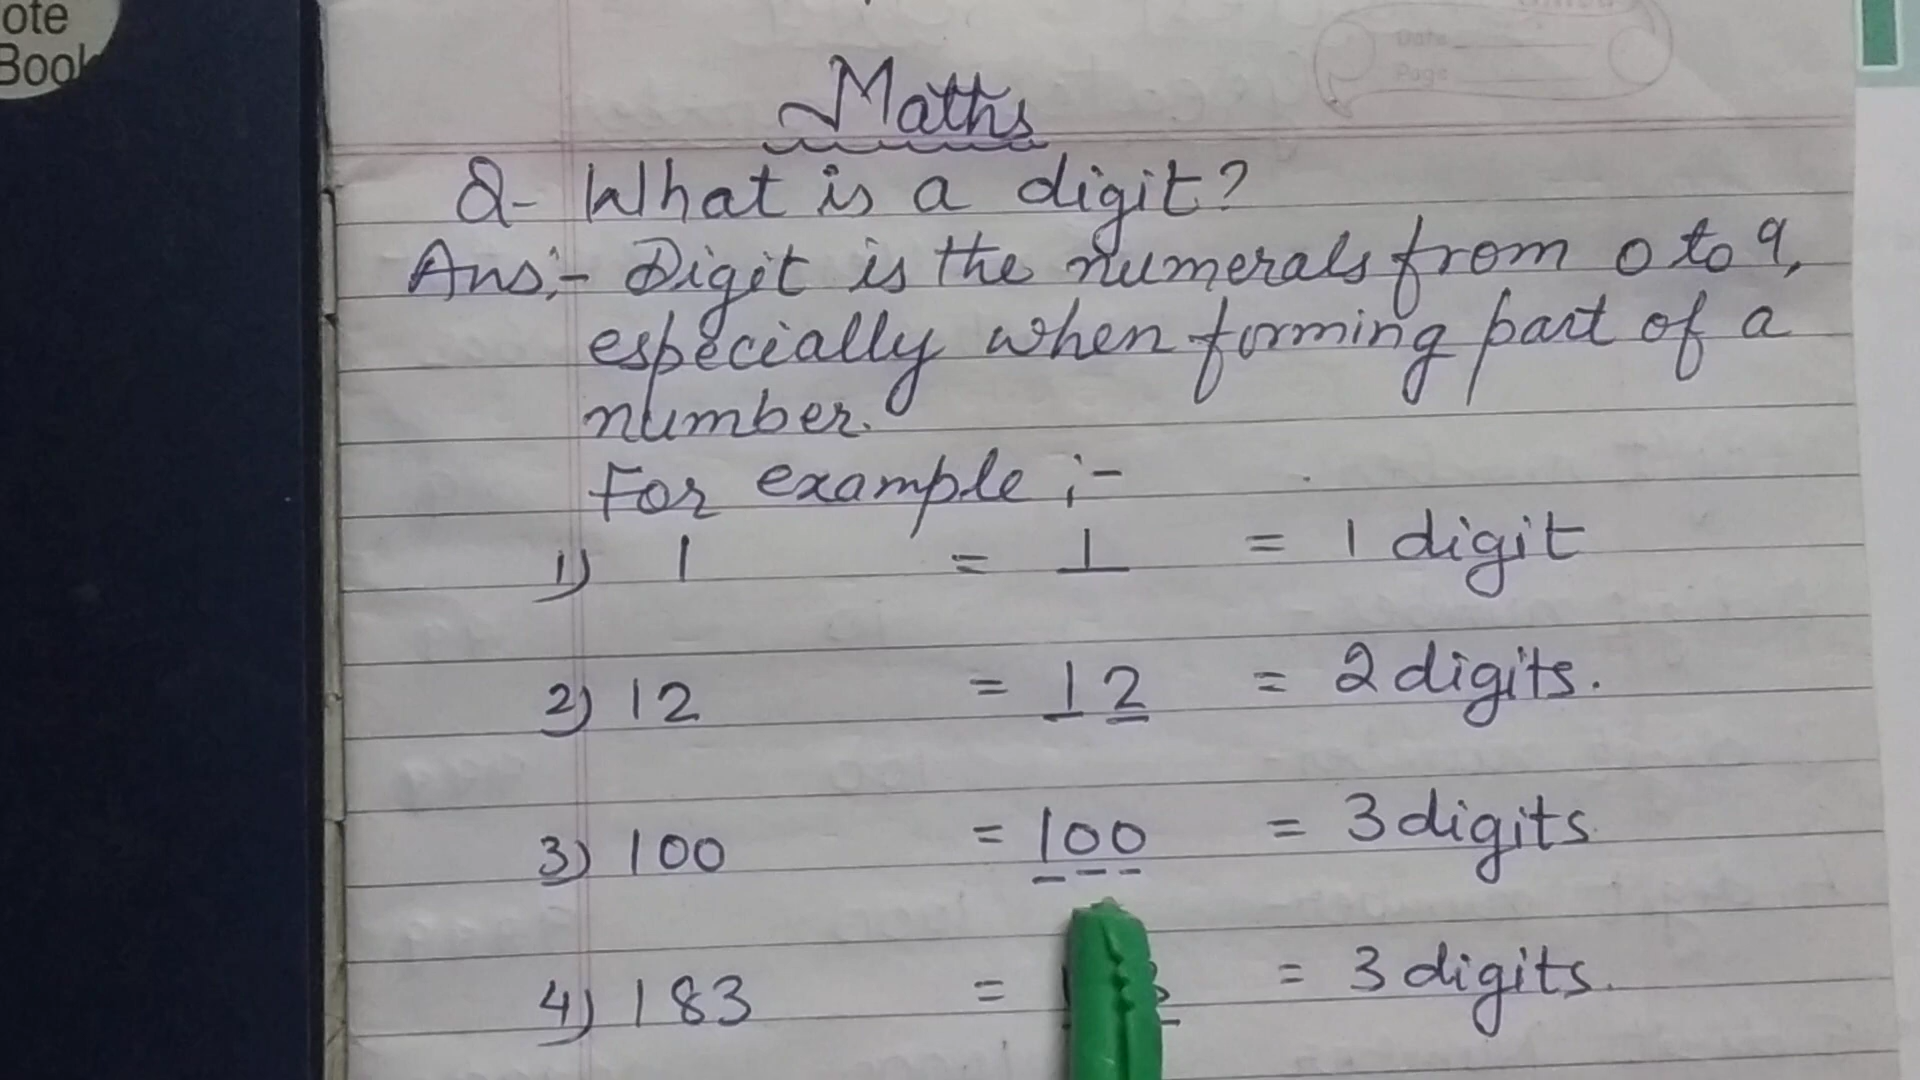 ote
Book
Date
Page
Maths
Q- What is a digit?
Ans:- Digit is the numerals from 0 to 9,
especially when forming part of a
number.
For example :-
1) 1 = 1 = 1 digit
2) 12 = 12 = 2 digits.
3) 100 = 100 = 3 digits.
4) 183 = 3 digits.